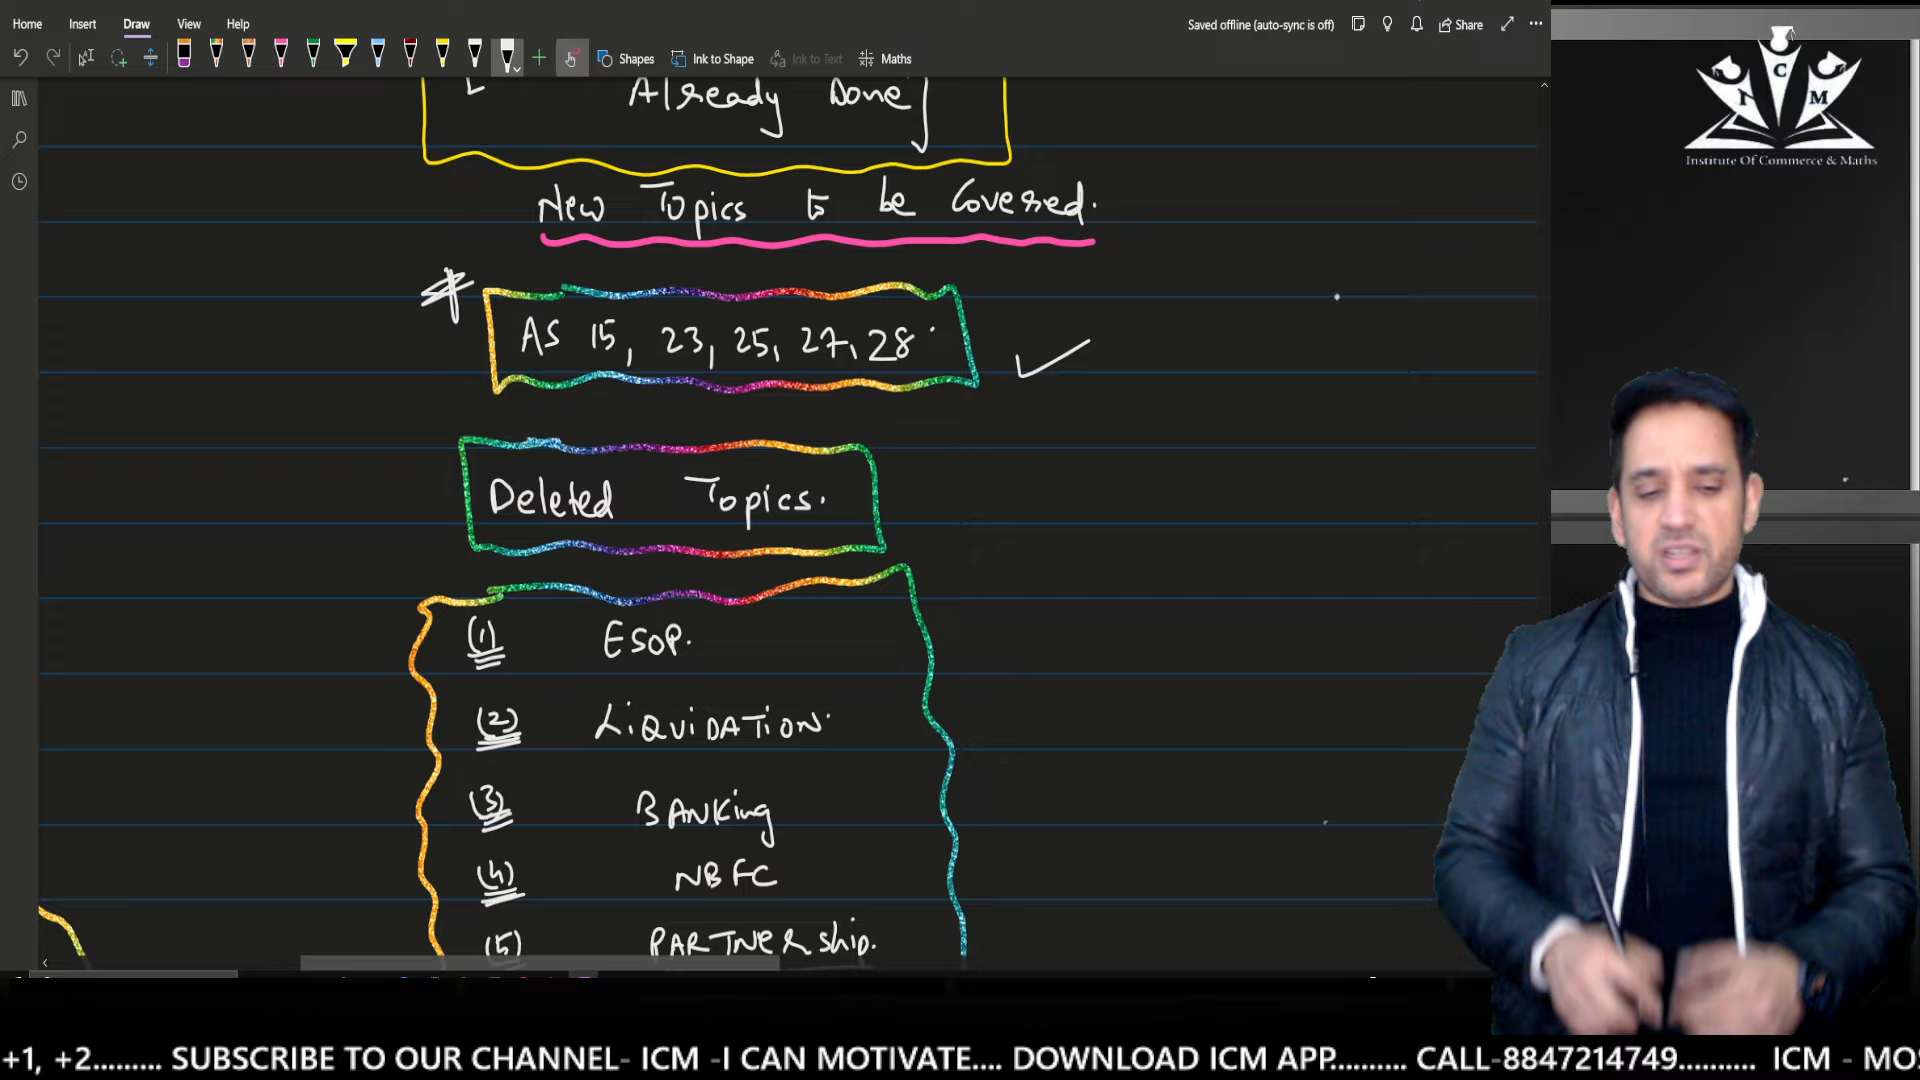 Home Insert Draw View Help Saved offline (auto-sync is off) Share
Shapes Ink to Shape Ink to Text Maths
Already Done
New Topics to be Covered.
AS 15, 23, 25, 27, 28.
Deleted Topics.
(1) ESOP.
(2) LiQUiDATiON.
(3) BANKing
(4) NBFC
(5) PARTNERship.
I C M
Institute Of Commerce & Maths
+1, +2......... SUBSCRIBE TO OUR CHANNEL- ICM -I CAN MOTIVATE.... DOWNLOAD ICM APP......... CALL-8847214749.......... ICM - MO